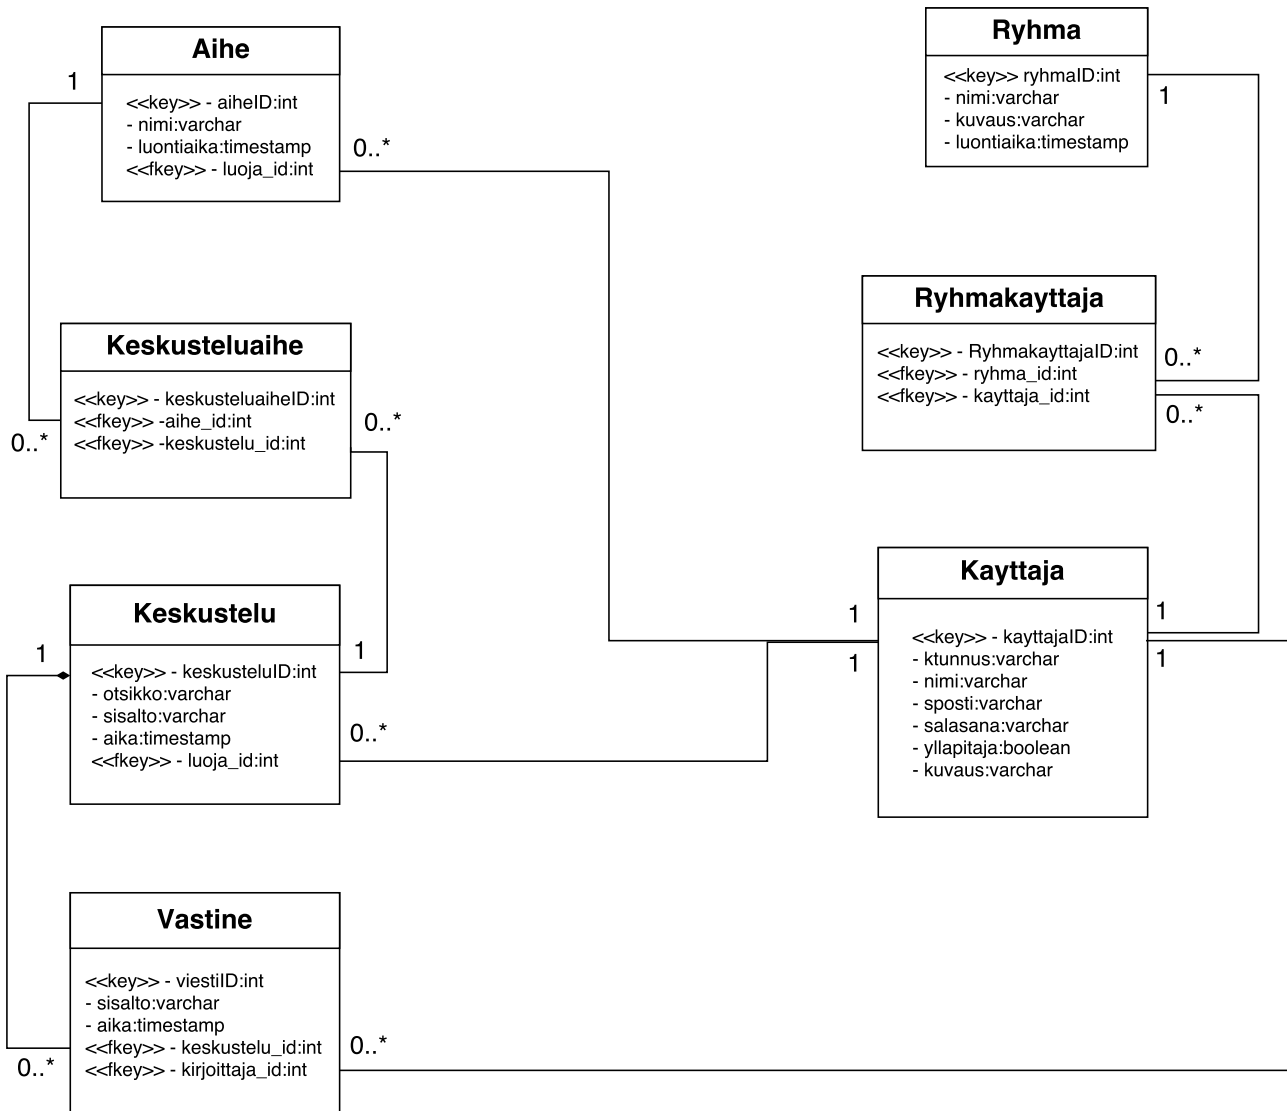 Aihe
<<key>> - aiheID:int
- nimi:varchar
- luontiaika:timestamp
<<fkey>> - luoja_id:int
1
0..*
Ryhma
<<key>> ryhmaID:int
- nimi:varchar
- kuvaus:varchar
- luontiaika:timestamp
1
Keskusteluaihe
<<key>> - keskusteluaiheID:int
<<fkey>> -aihe_id:int
<<fkey>> -keskustelu_id:int
0..*
0..*
Ryhmakayttaja
<<key>> - RyhmakayttajaID:int
<<fkey>> - ryhma_id:int
<<fkey>> - kayttaja_id:int
0..*
0..*
Keskustelu
<<key>> - keskusteluID:int
- otsikko:varchar
- sisalto:varchar
- aika:timestamp
<<fkey>> - luoja_id:int
1
1
0..*
Kayttaja
<<key>> - kayttajaID:int
- ktunnus:varchar
- nimi:varchar
- sposti:varchar
- salasana:varchar
- yllapitaja:boolean
- kuvaus:varchar
1
1
1
1
Vastine
<<key>> - viestiID:int
- sisalto:varchar
- aika:timestamp
<<fkey>> - keskustelu_id:int
<<fkey>> - kirjoittaja_id:int
0..*
0..*